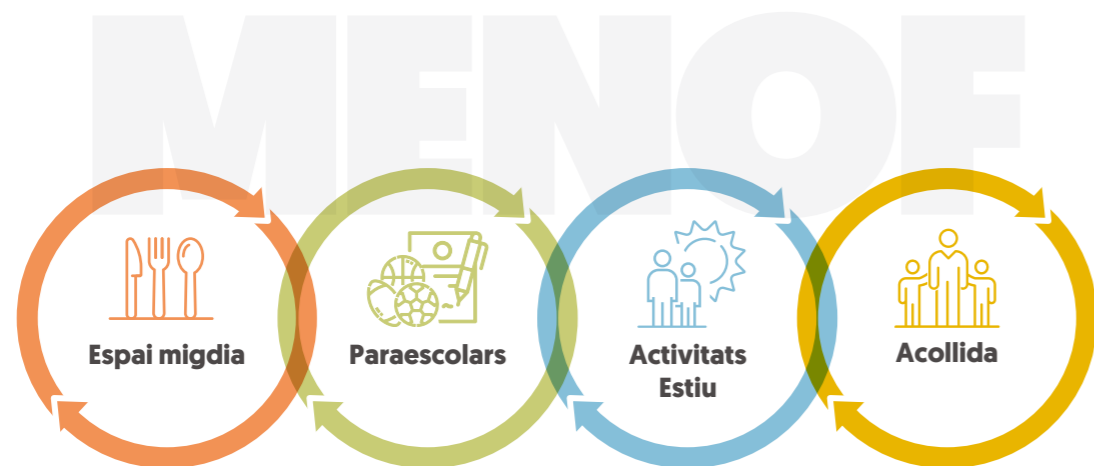 MENOF
Espai migdia
Paraescolars
Activitats
Estiu
Acollida